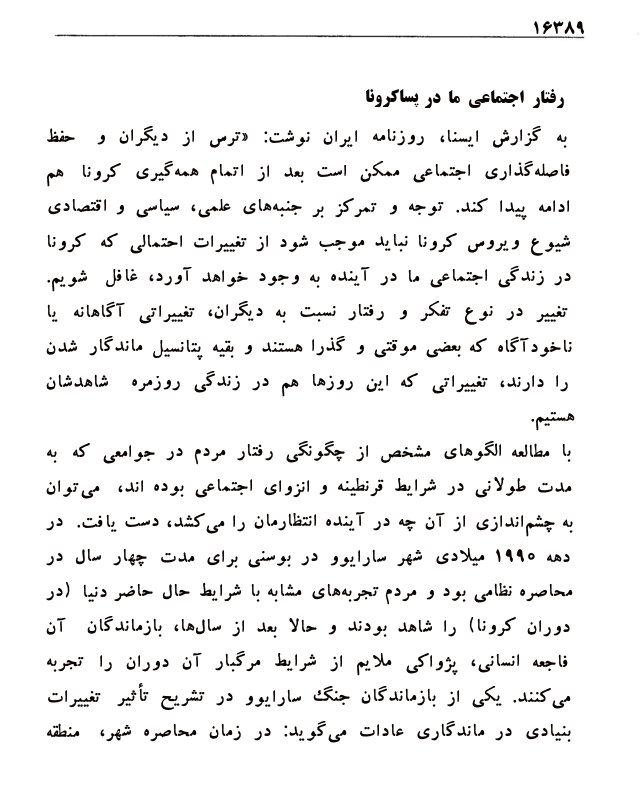 ۱۶۳۸۹
رفتار اجتماعی ما در پساکرونا
به گزارش ایسنا، روزنامه ایران نوشت: «ترس از دیگران و حفظ
فاصله‌گذاری اجتماعی ممکن است بعد از اتمام همه‌گیری کرونا هم
ادامه پیدا کند. توجه و تمرکز بر جنبه‌های علمی، سیاسی و اقتصادی
شیوع ویروس کرونا نباید موجب شود از تغییرات احتمالی که کرونا
در زندگی اجتماعی ما در آینده به وجود خواهد آورد، غافل شویم.
تغییر در نوع تفکر و رفتار نسبت به دیگران، تغییراتی آگاهانه یا
ناخودآگاه که بعضی موقتی و گذرا هستند و بقیه پتانسیل ماندگار شدن
را دارند، تغییراتی که این روزها هم در زندگی روزمره شاهدشان
هستیم.
با مطالعه الگوهای مشخص از چگونگی رفتار مردم در جوامعی که به
مدت طولانی در شرایط قرنطینه و انزوای اجتماعی بوده اند، می‌توان
به چشم‌اندازی از آن چه در آینده انتظارمان را می‌کشد، دست یافت. در
دهه ۱۹۹۰ میلادی شهر سارایوو در بوسنی برای مدت چهار سال در
محاصره نظامی بود و مردم تجربه‌های مشابه با شرایط حال حاضر دنیا (در
دوران کرونا) را شاهد بودند و حالا بعد از سال‌ها، بازماندگان آن
فاجعه انسانی، پژواکی ملایم از شرایط مرگبار آن دوران را تجربه
می‌کنند. یکی از بازماندگان جنگ سارایوو در تشریح تأثیر تغییرات
بنیادی در ماندگاری عادات می‌گوید: در زمان محاصره شهر، منطقه